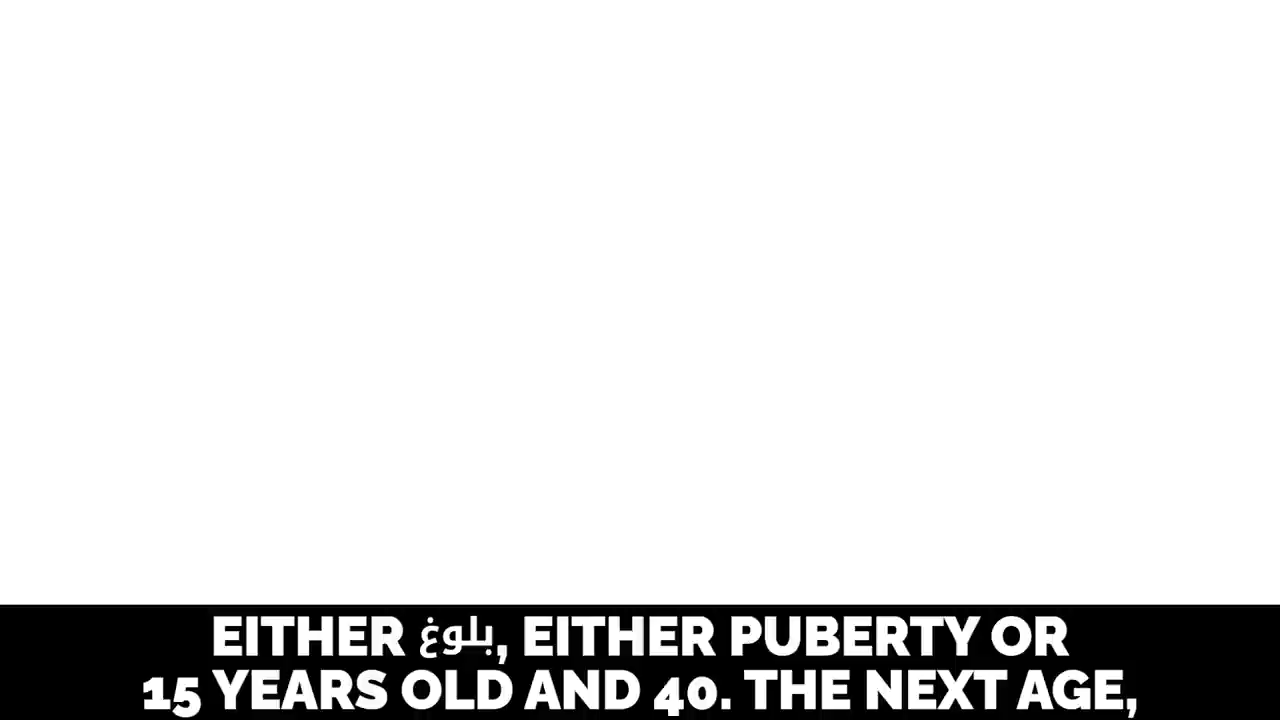 EITHER بلوغ, EITHER PUBERTY OR
15 YEARS OLD AND 40. THE NEXT AGE,